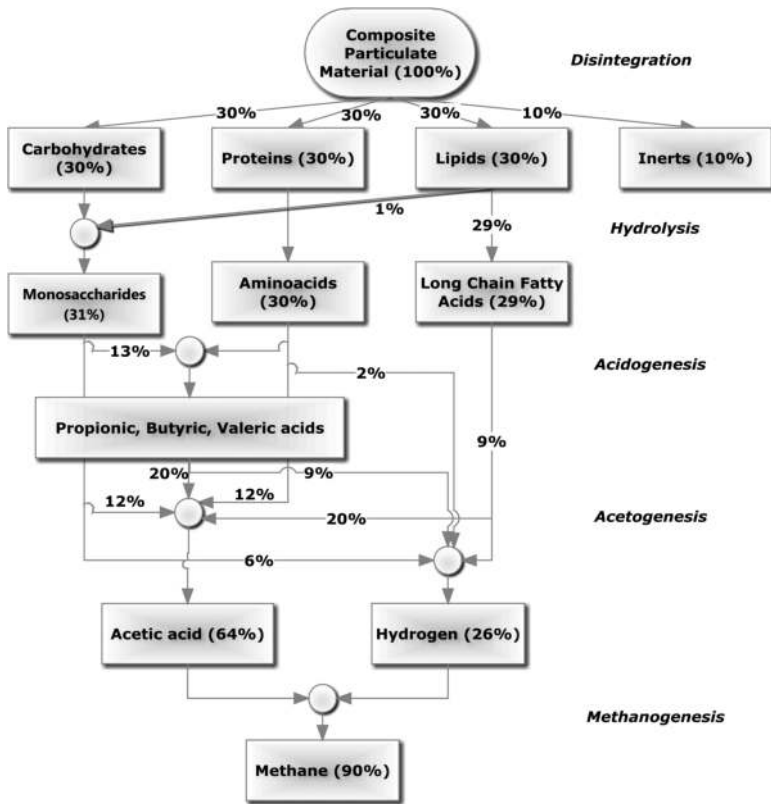 Composite
Particulate
Material (100%)
Disintegration
30%
30%
30%
10%
Carbohydrates
(30%)
Proteins (30%)
Lipids (30%)
Inerts (10%)
1%
29%
Hydrolysis
Monosaccharides
(31%)
Aminoacids
(30%)
Long Chain Fatty
Acids (29%)
13%
2%
Acidogenesis
Propionic, Butyric, Valeric acids
9%
20%
9%
12%
12%
20%
Acetogenesis
6%
Acetic acid (64%)
Hydrogen (26%)
Methanogenesis
Methane (90%)